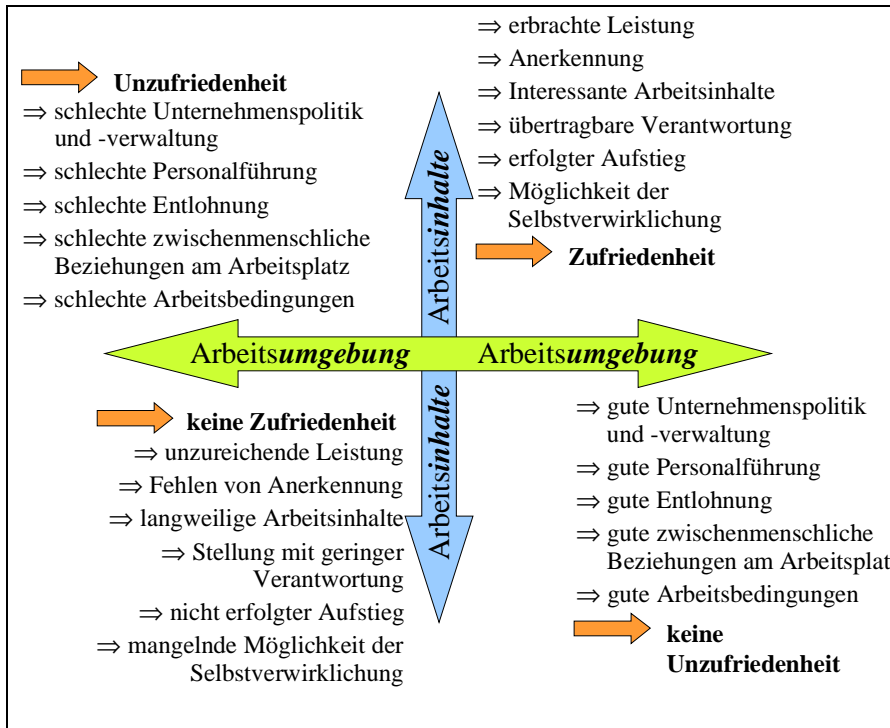 Unzufriedenheit
⇒ schlechte Unternehmenspolitik
und -verwaltung
⇒ schlechte Personalführung
⇒ schlechte Entlohnung
⇒ schlechte zwischenmenschliche
Beziehungen am Arbeitsplatz
⇒ schlechte Arbeitsbedingungen
⇒ erbrachte Leistung
⇒ Anerkennung
⇒ Interessante Arbeitsinhalte
⇒ übertragbare Verantwortung
⇒ erfolgter Aufstieg
⇒ Möglichkeit der
Selbstverwirklichung
Zufriedenheit
Arbeitsinhalte
Arbeitsumgebung
Arbeitsumgebung
Arbeitsinhalte
keine Zufriedenheit
⇒ unzureichende Leistung
⇒ Fehlen von Anerkennung
⇒ langweilige Arbeitsinhalte
⇒ Stellung mit geringer
Verantwortung
⇒ nicht erfolgter Aufstieg
⇒ mangelnde Möglichkeit der
Selbstverwirklichung
⇒ gute Unternehmenspolitik
und -verwaltung
⇒ gute Personalführung
⇒ gute Entlohnung
⇒ gute zwischenmenschliche
Beziehungen am Arbeitsplat
⇒ gute Arbeitsbedingungen
keine
Unzufriedenheit